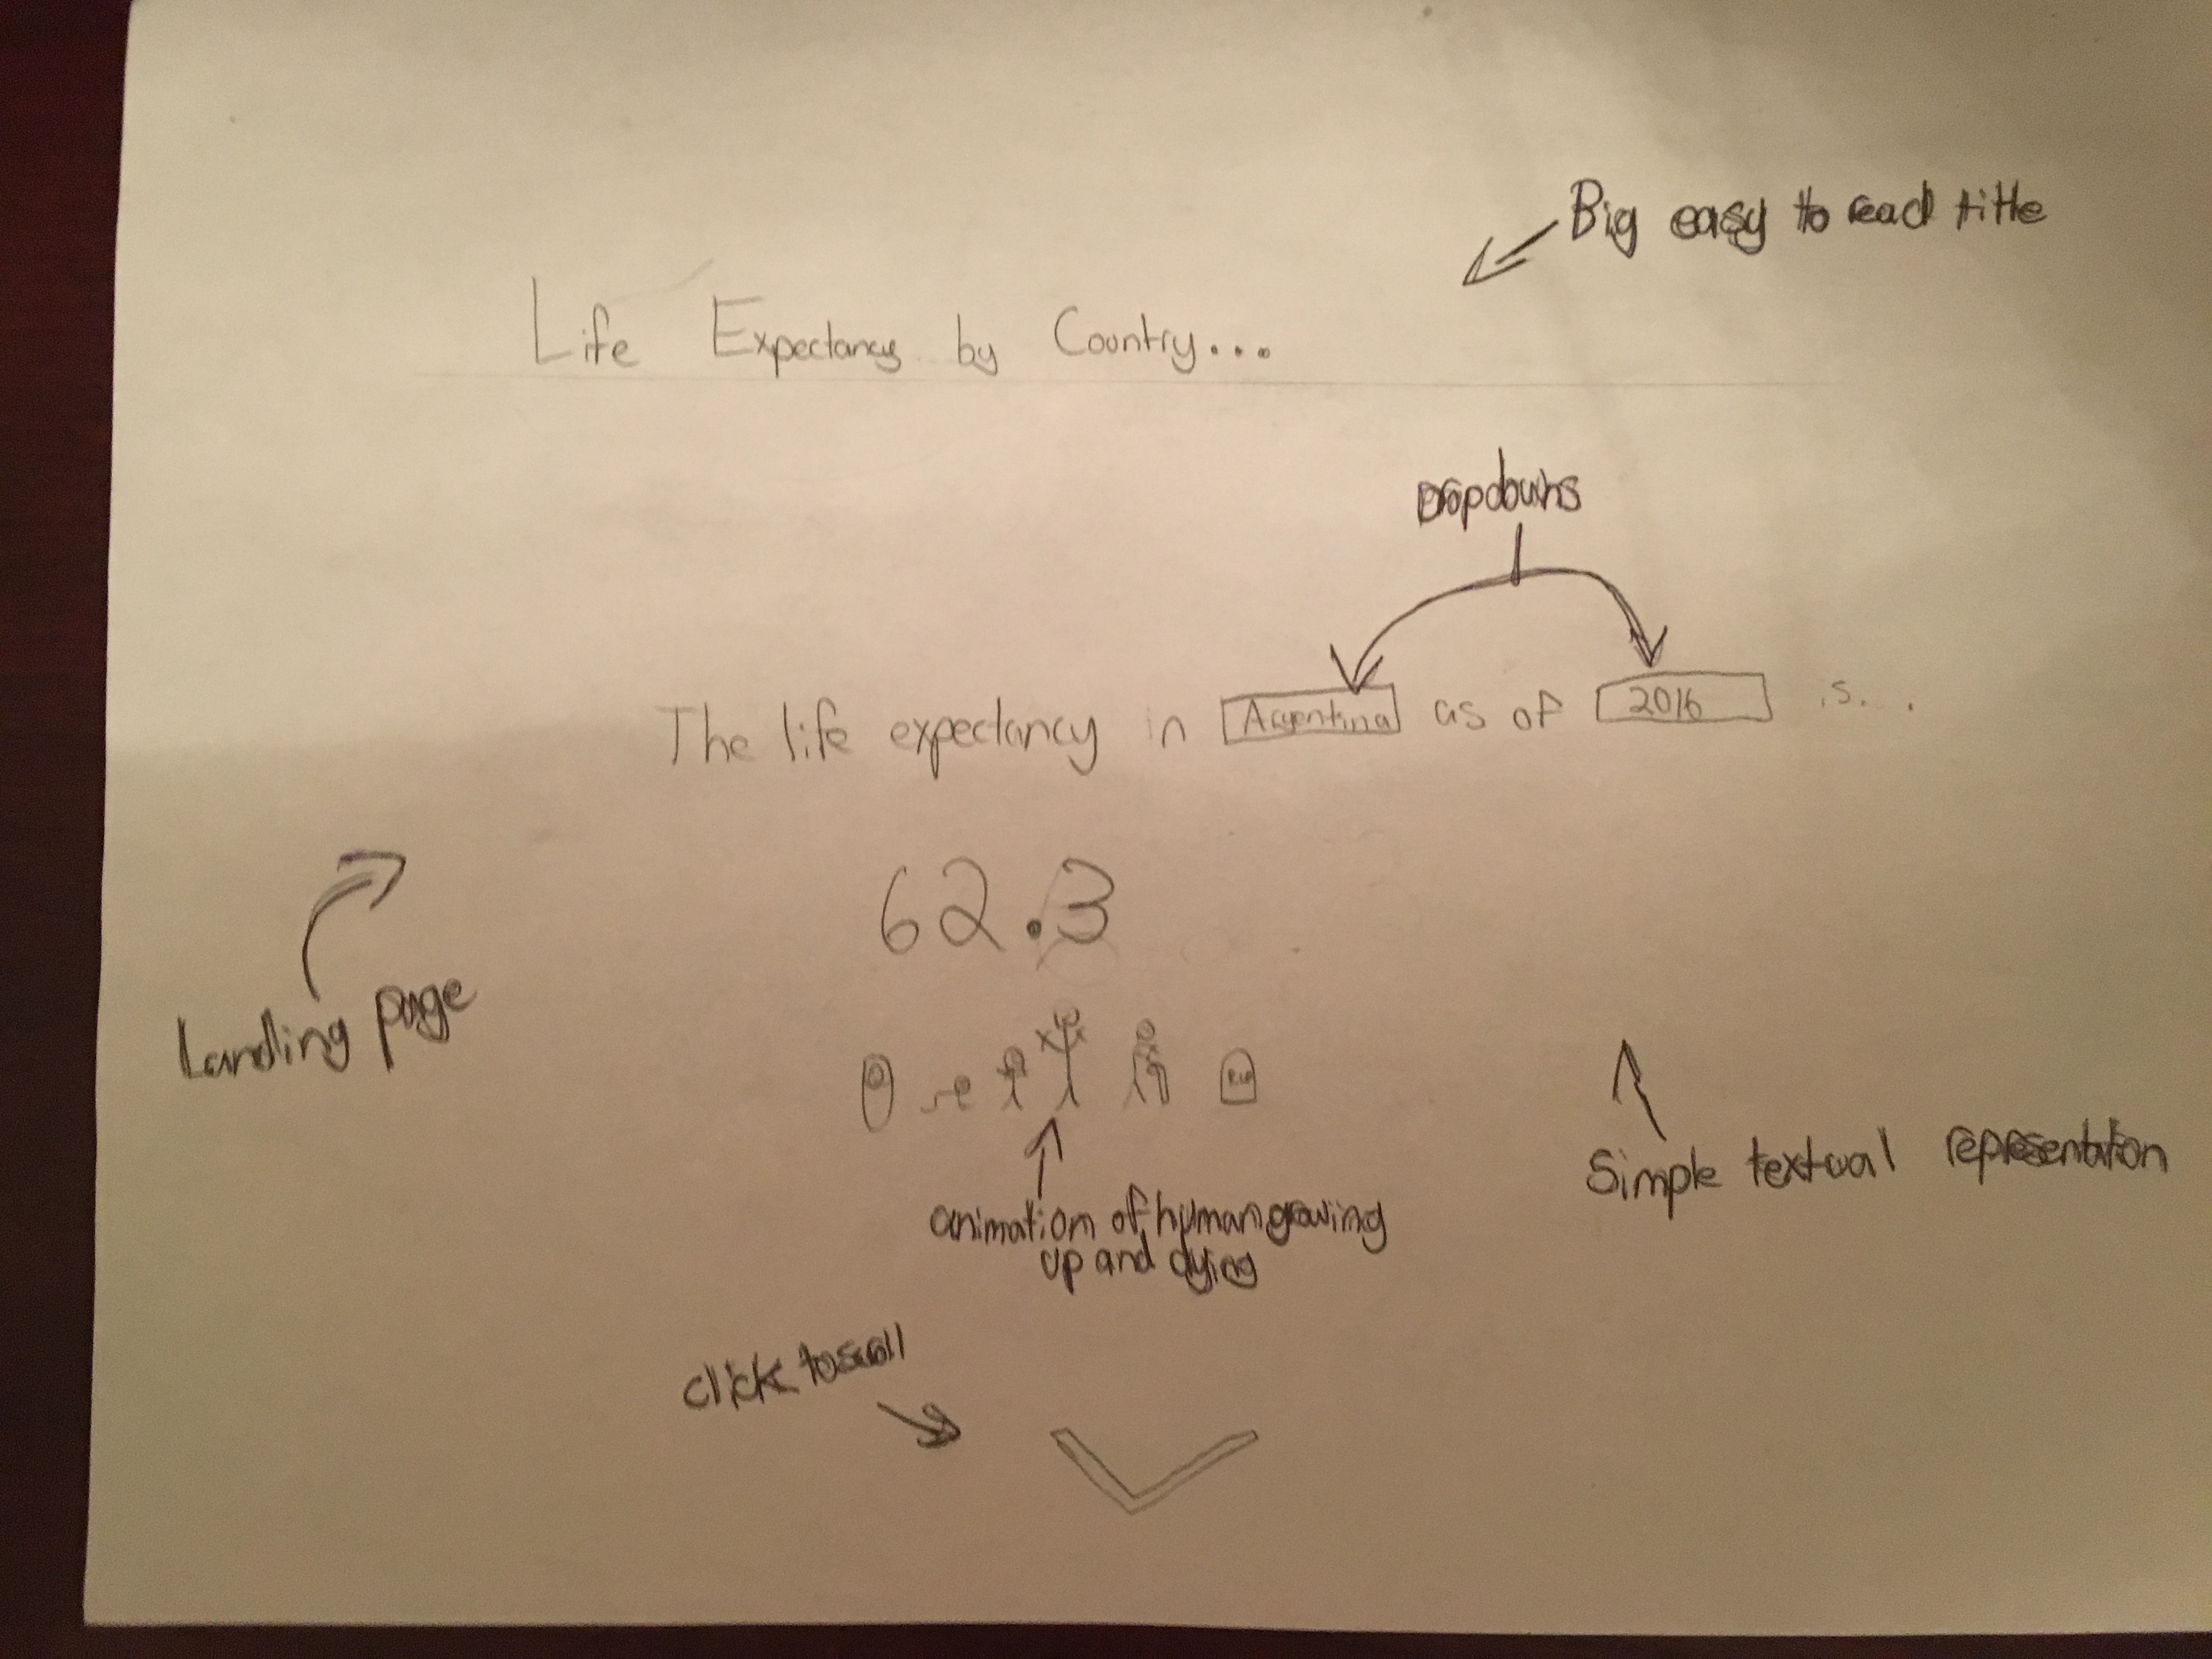 Big easy to read title
Life Expectancy by Country...
Dropdowns
The life expectancy in Argentina as of 2016 is...
Landing page
62.3
RIP
Simple textual representation
animation of human growing
up and dying
click to scroll